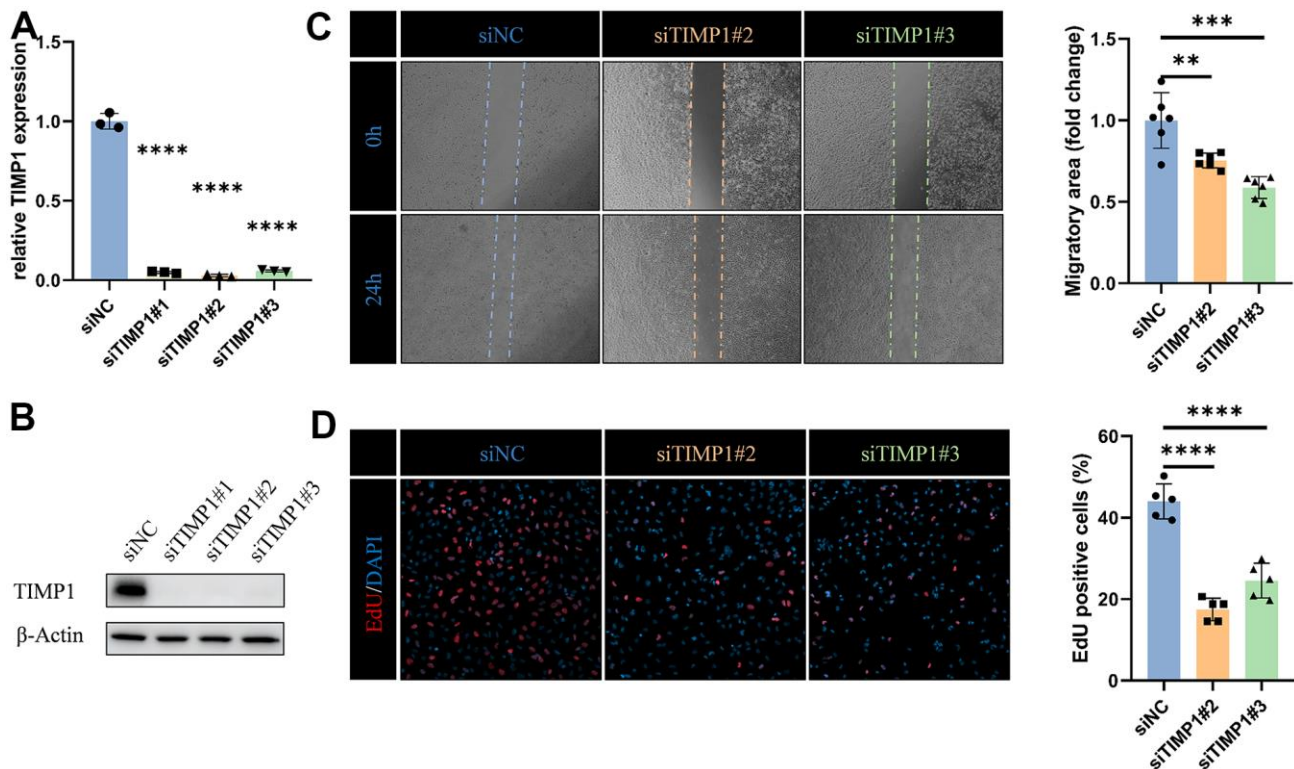 A
relative TIMP1 expression
1.5
1.0
0.5
0.0
****
****
****
siNC
siTIMP1#1
siTIMP1#2
siTIMP1#3
B
siNC
siTIMP1#1
siTIMP1#2
siTIMP1#3
TIMP1
β-Actin
C
siNC
siTIMP1#2
siTIMP1#3
0h
24h
Migratory area (fold change)
1.5
1.0
0.5
0.0
***
**
siNC
siTIMP1#2
siTIMP1#3
D
siNC
siTIMP1#2
siTIMP1#3
EdU/DAPI
EdU positive cells (%)
60
40
20
0
****
****
siNC
siTIMP1#2
siTIMP1#3